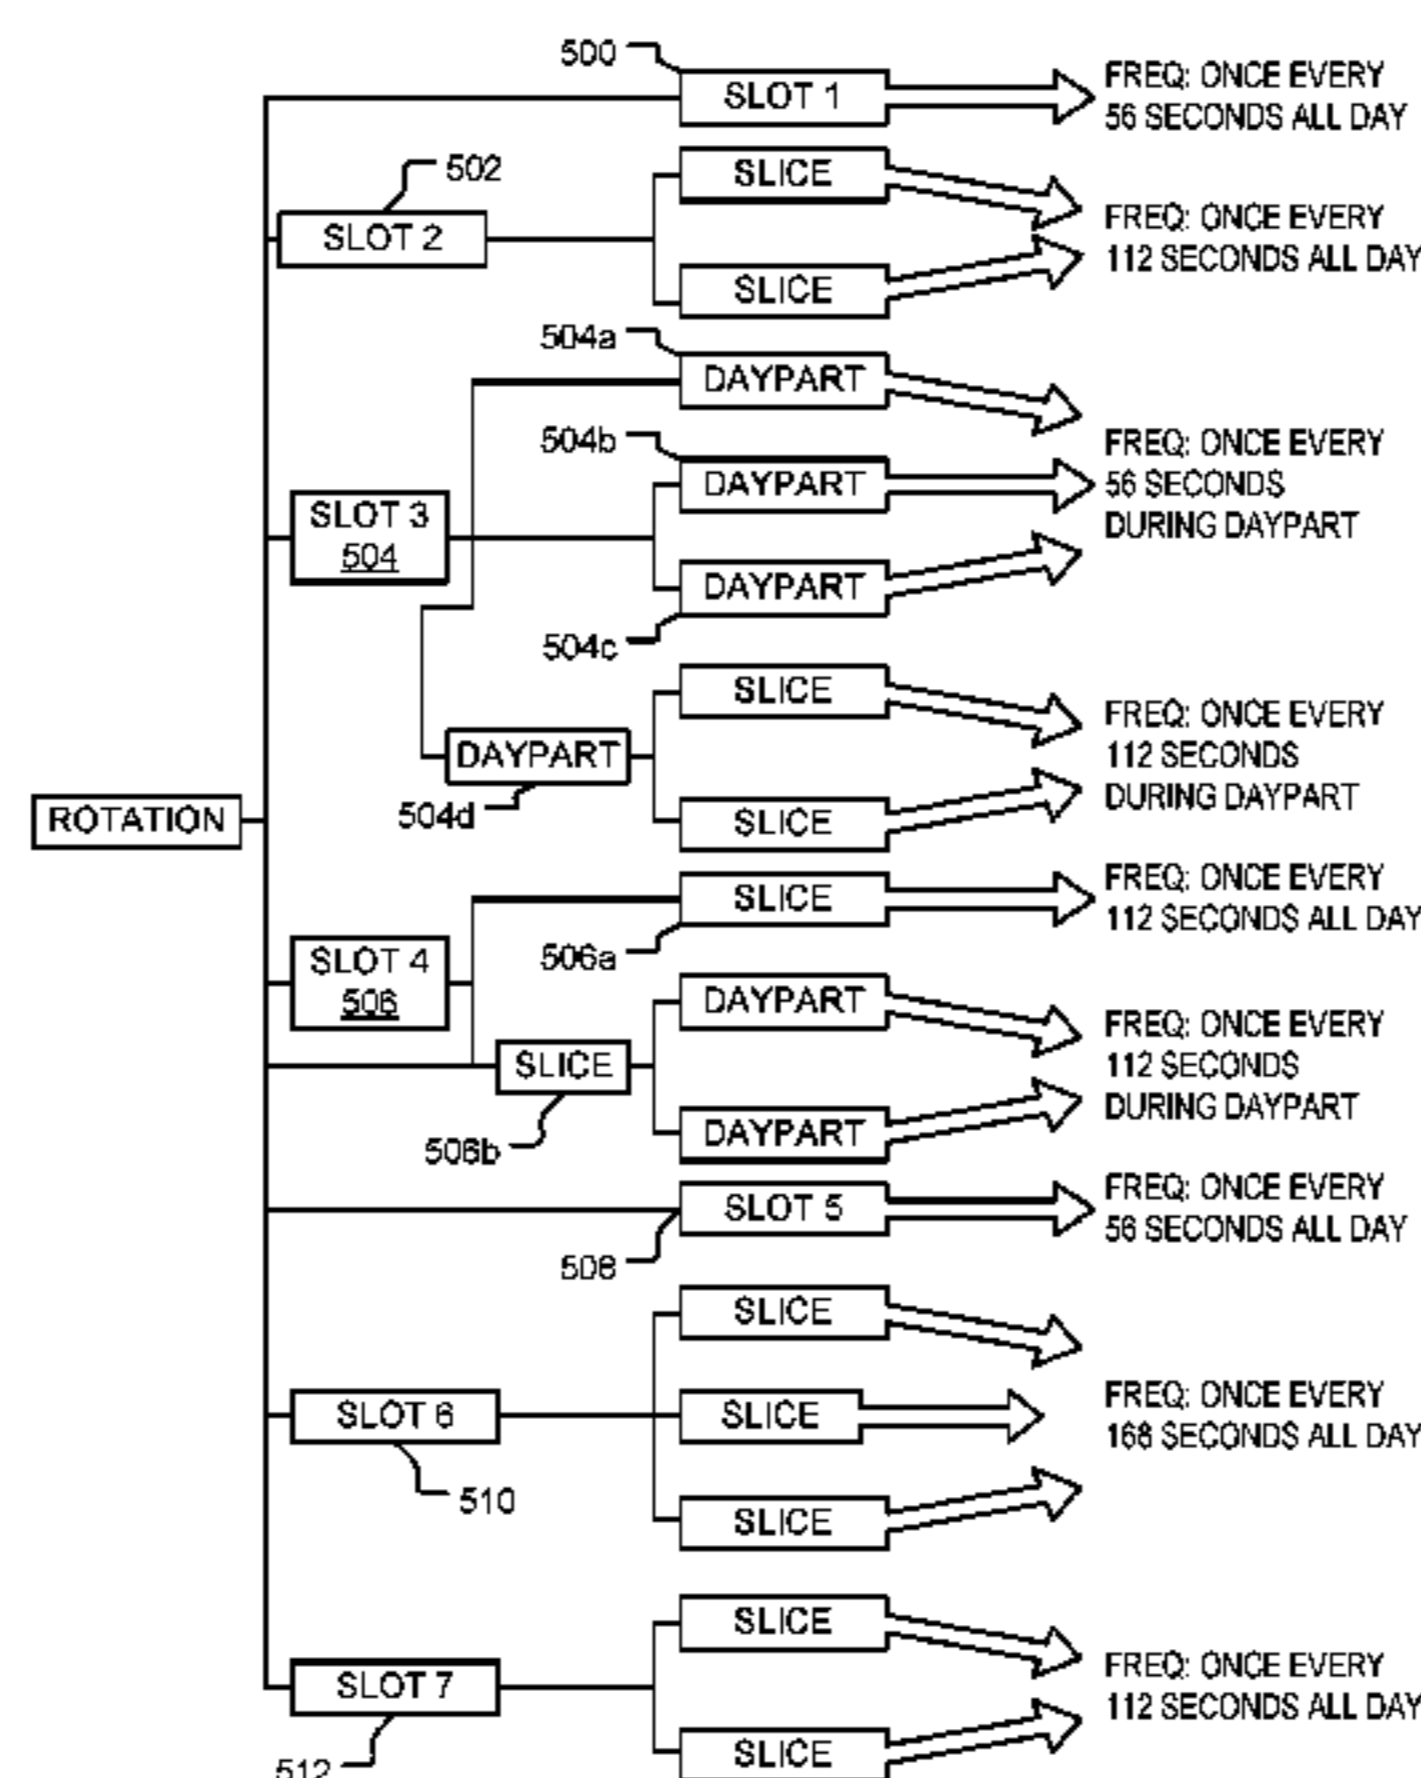 500
SLOT 1
FREQ: ONCE EVERY
56 SECONDS ALL DAY
502
SLOT 2
SLICE
SLICE
FREQ: ONCE EVERY
112 SECONDS ALL DAY
504a
DAYPART
504b
DAYPART
FREQ: ONCE EVERY
56 SECONDS
DURING DAYPART
SLOT 3
504
DAYPART
504c
SLICE
DAYPART
504d
SLICE
FREQ: ONCE EVERY
112 SECONDS
DURING DAYPART
ROTATION
SLICE
506a
FREQ: ONCE EVERY
112 SECONDS ALL DAY
SLOT 4
506
DAYPART
SLICE
506b
DAYPART
FREQ: ONCE EVERY
112 SECONDS
DURING DAYPART
SLOT 5
508
FREQ: ONCE EVERY
56 SECONDS ALL DAY
SLICE
SLOT 6
510
SLICE
SLICE
FREQ: ONCE EVERY
168 SECONDS ALL DAY
SLICE
SLOT 7
512
SLICE
FREQ: ONCE EVERY
112 SECONDS ALL DAY